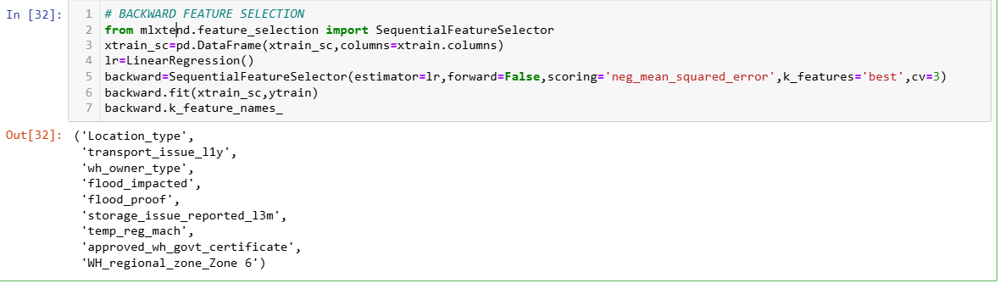 In [32]:
1 # BACKWARD FEATURE SELECTION
2 from mlxtend.feature_selection import SequentialFeatureSelector
3 xtrain_sc=pd.DataFrame(xtrain_sc,columns=xtrain.columns)
4 lr=LinearRegression()
5 backward=SequentialFeatureSelector(estimator=lr,forward=False,scoring='neg_mean_squared_error',k_features='best',cv=3)
6 backward.fit(xtrain_sc,ytrain)
7 backward.k_feature_names_
Out[32]: ('Location_type',
'transport_issue_l1y',
'wh_owner_type',
'flood_impacted',
'flood_proof',
'storage_issue_reported_l3m',
'temp_reg_mach',
'approved_wh_govt_certificate',
'WH_regional_zone_Zone 6')